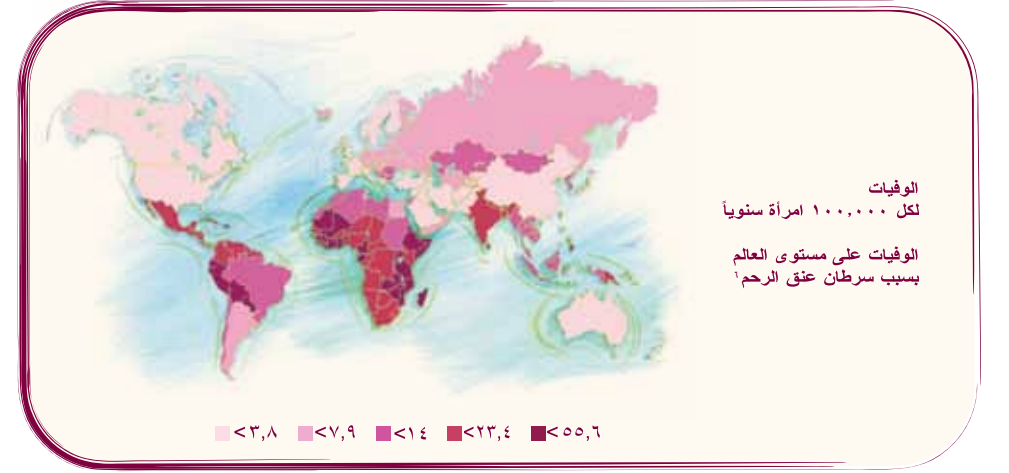 الوفيات
لكل ١٠٠,٠٠٠ امرأة سنوياً
الوفيات على مستوى العالم
بسبب سرطان عنق الرحم٦
<٣,٨ <٧,٩ <١٤ <٢٣,٤ <٥٥,٦